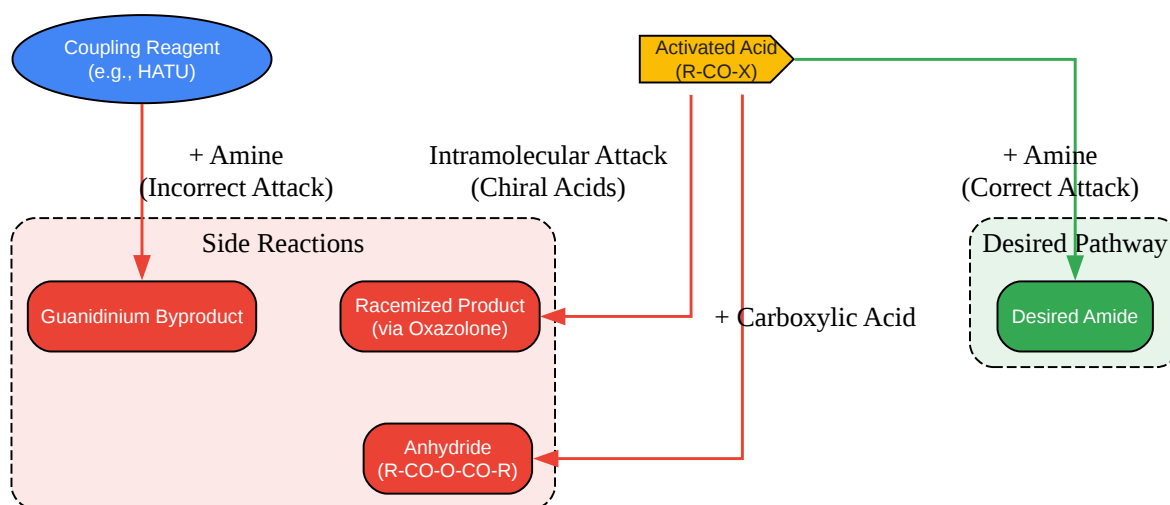 Coupling Reagent
(e.g., HATU)
Activated Acid
(R-CO-X)
+ Amine
(Incorrect Attack)
Intramolecular Attack
(Chiral Acids)
+ Amine
(Correct Attack)
Side Reactions
Desired Pathway
Guanidinium Byproduct
Racemized Product
(via Oxazolone)
+ Carboxylic Acid
Desired Amide
Anhydride
(R-CO-O-CO-R)